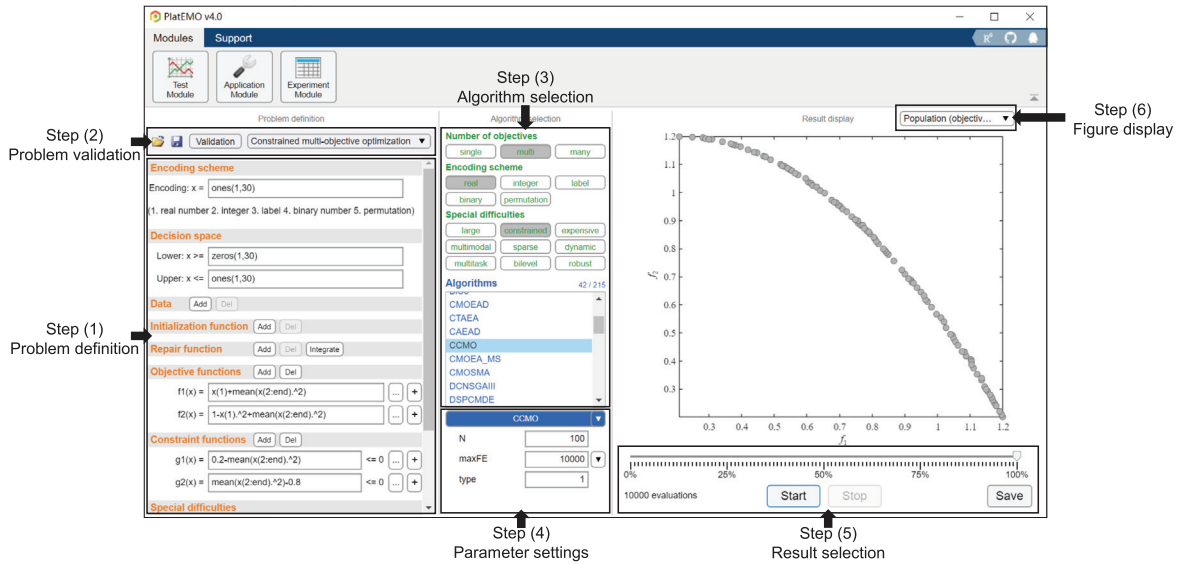 PlatEMO v4.0
Modules
Support
Test Module
Application Module
Experiment Module
Step (3)
Algorithm selection
Step (6)
Figure display
Step (2)
Problem validation
Step (1)
Problem definition
Problem definition
Validation
Constrained multi-objective optimization
Encoding scheme
Encoding: x = ones(1,30)
(1. real number 2. integer 3. label 4. binary number 5. permutation)
Decision space
Lower: x >= zeros(1,30)
Upper: x <= ones(1,30)
Data Add Del
Initialization function Add Del
Repair function Add Del Integrate
Objective functions Add Del
f1(x) = x(1)+mean(x(2:end).^2) ... +
f2(x) = 1-x(1).^2+mean(x(2:end).^2) ... +
Constraint functions Add Del
g1(x) = 0.2-mean(x(2:end).^2) <= 0 ... +
g2(x) = mean(x(2:end).^2)-0.8 <= 0 ... +
Special difficulties
Algorithm selection
Number of objectives
single multi many
Encoding scheme
real integer label
binary permutation
Special difficulties
large constrained expensive
multimodal sparse dynamic
multitask bilevel robust
Algorithms 42 / 215
CMOEAD
CTAEA
CAEAD
CCMO
CMOEA_MS
CMOSMA
DCNSGAIII
DSPCMDE
CCMO
N 100
maxFE 10000
type 1
Step (4)
Parameter settings
Result display
Population (objectiv...
1.2
1.1
1
0.9
0.8
f2 0.7
0.6
0.5
0.4
0.3
0.3 0.4 0.5 0.6 0.7 0.8 0.9 1 1.1 1.2
f1
0% 25% 50% 75% 100%
10000 evaluations Start Stop Save
Step (5)
Result selection